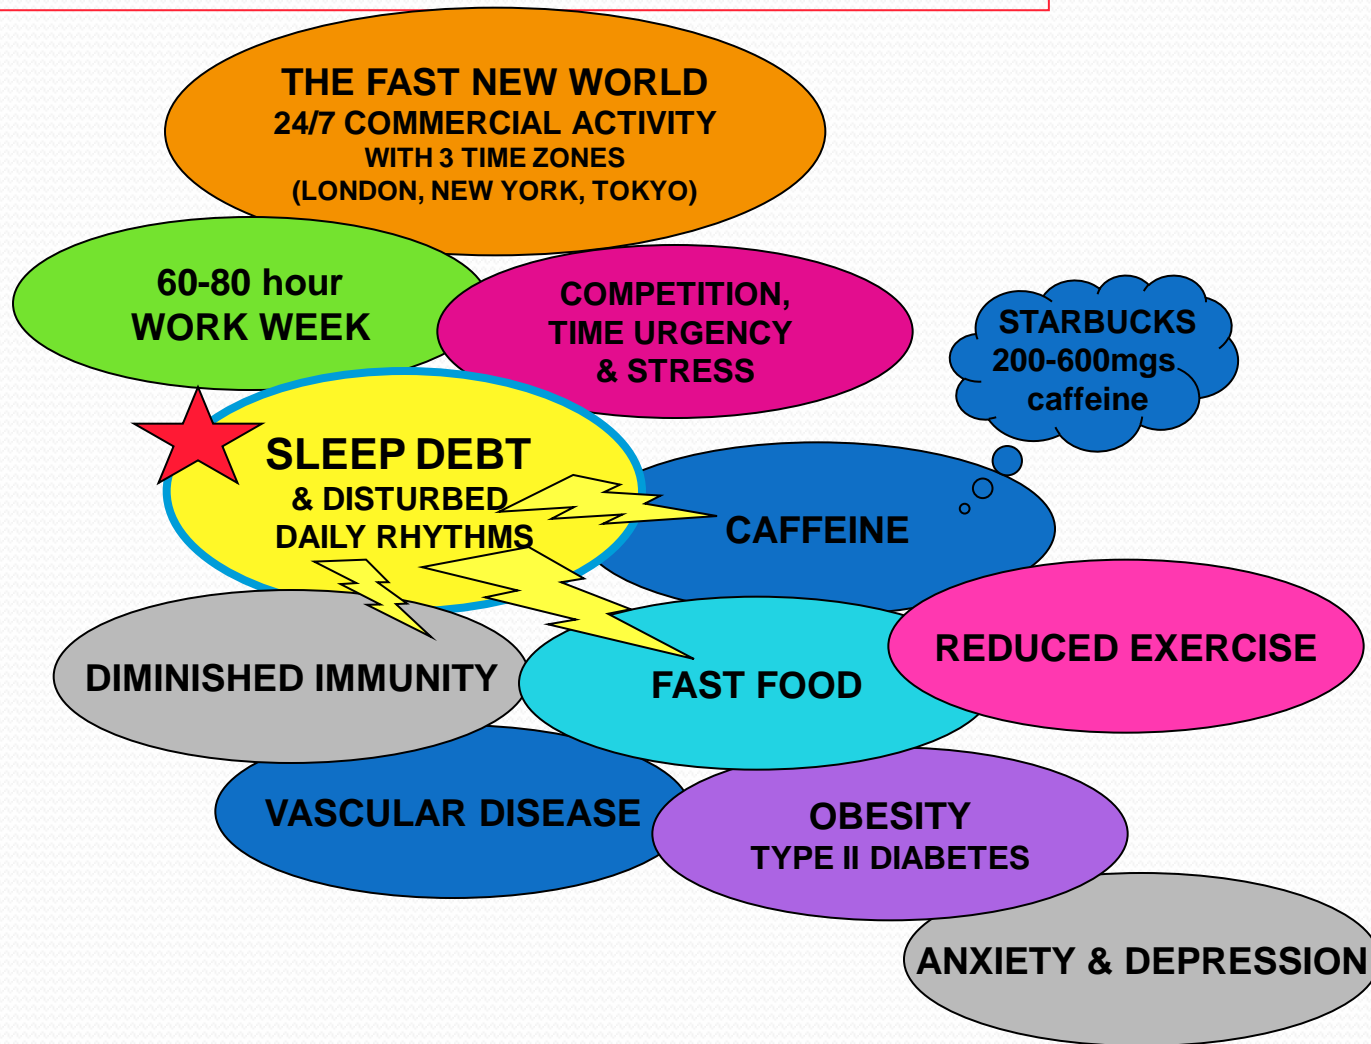 THE FAST NEW WORLD
24/7 COMMERCIAL ACTIVITY
WITH 3 TIME ZONES
(LONDON, NEW YORK, TOKYO)
60-80 hour
WORK WEEK
COMPETITION,
TIME URGENCY
& STRESS
STARBUCKS
200-600mgs
caffeine
SLEEP DEBT
& DISTURBED
DAILY RHYTHMS
CAFFEINE
REDUCED EXERCISE
DIMINISHED IMMUNITY
FAST FOOD
VASCULAR DISEASE
OBESITY
TYPE II DIABETES
ANXIETY & DEPRESSION